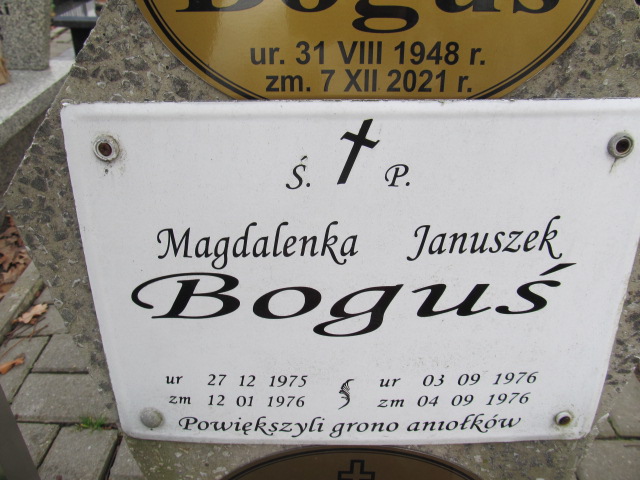 Boguś
ur. 31 VIII 1948 r.
zm. 7 XII 2021 r.
Ś. P.
Magdalenka Januszek
Boguś
ur 27 12 1975 ur 03 09 1976
zm 12 01 1976 zm 04 09 1976
Powiększyli grono aniołków